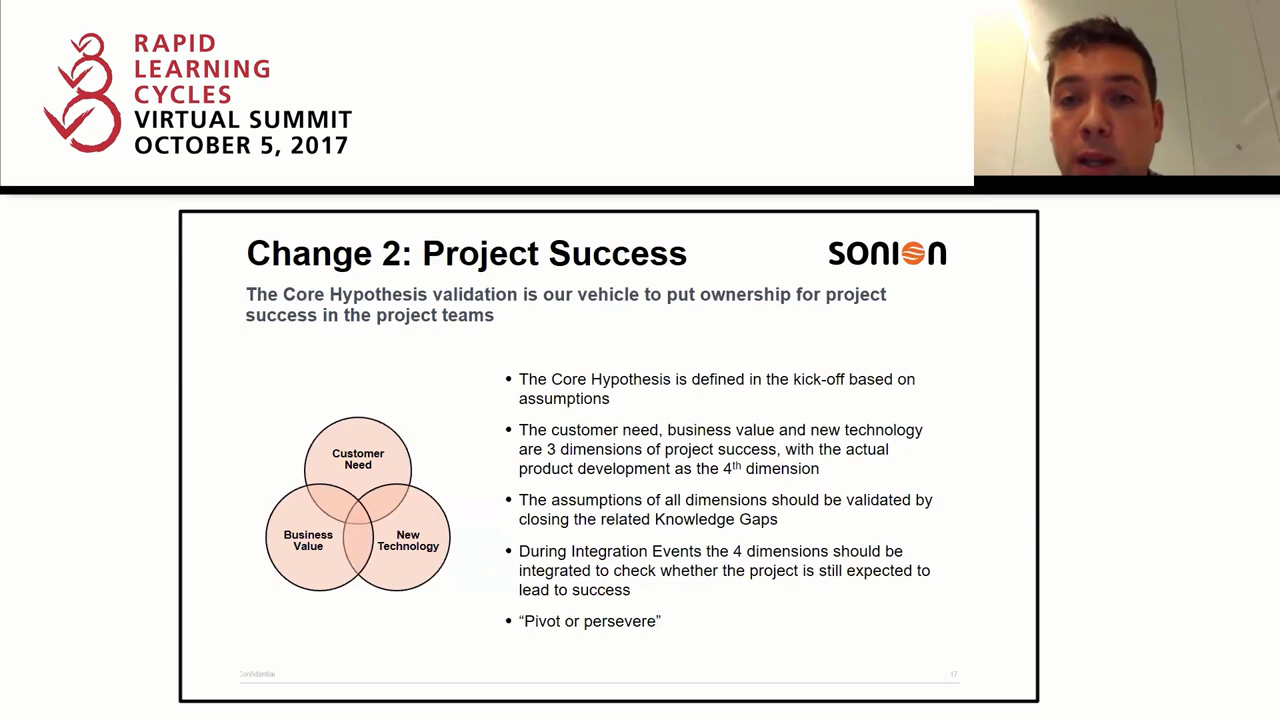 RAPID
LEARNING
CYCLES
VIRTUAL SUMMIT
OCTOBER 5, 2017
Change 2: Project Success
SONION
The Core Hypothesis validation is our vehicle to put ownership for project
success in the project teams
Customer
Need
Business
Value
New
Technology
• The Core Hypothesis is defined in the kick-off based on
assumptions
• The customer need, business value and new technology
are 3 dimensions of project success, with the actual
product development as the 4th dimension
• The assumptions of all dimensions should be validated by
closing the related Knowledge Gaps
• During Integration Events the 4 dimensions should be
integrated to check whether the project is still expected to
lead to success
• “Pivot or persevere”
Confidential
17